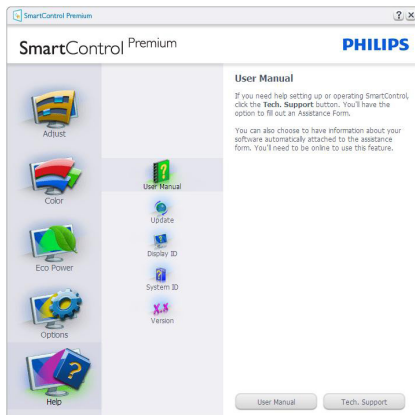 SmartControl Premium
? x
SmartControl Premium
PHILIPS
Adjust
Color
Eco Power
Options
Help
User Manual
Update
Display ID
System ID
X.X
Version
User Manual
If you need help setting up or operating SmartControl,
click the Tech. Support button. You'll have the
option to fill out an Assistance Form.
You can also choose to have information about your
software automatically attached to the assistance
form. You'll need to be online to use this feature.
User Manual
Tech. Support